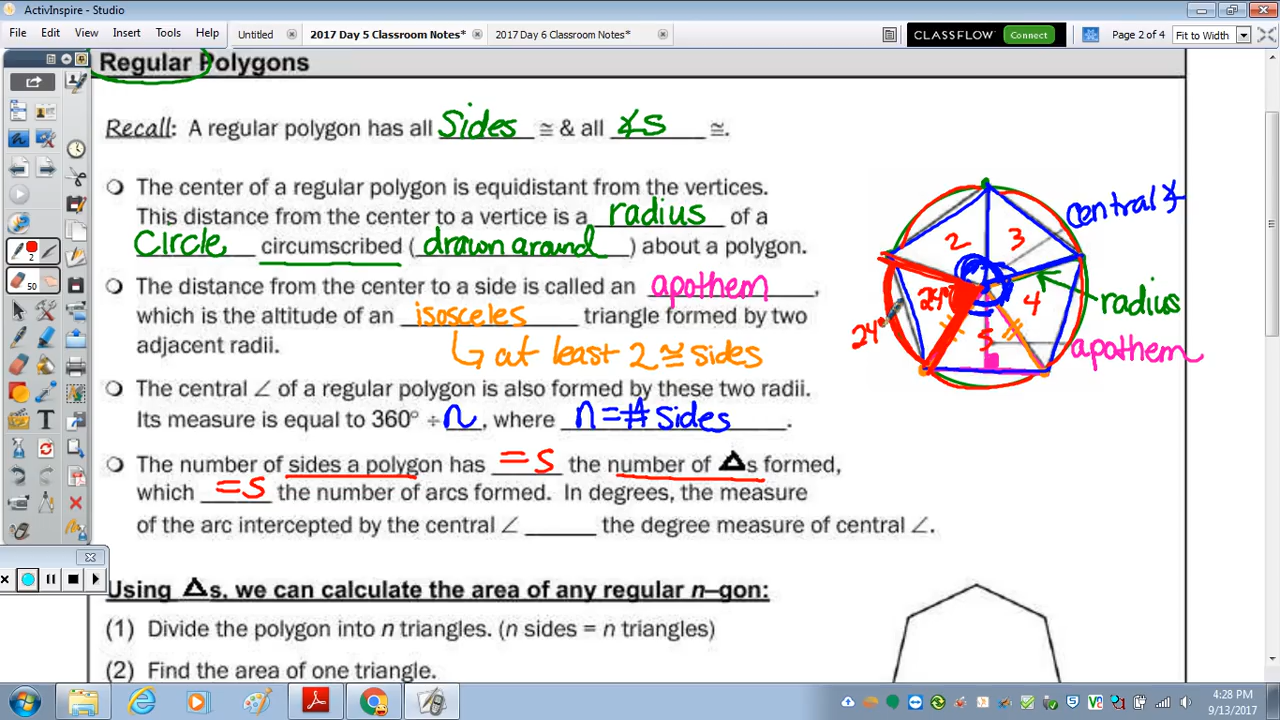 ActivInspire - Studio
File Edit View Insert Tools Help
Untitled
2017 Day 5 Classroom Notes*
2017 Day 6 Classroom Notes*
CLASSFLOW Connect
Page 2 of 4
Fit to Width
Regular Polygons
Recall: A regular polygon has all Sides ≅ & all ∡s ≅.
The center of a regular polygon is equidistant from the vertices.
This distance from the center to a vertice is a radius of a
Circle circumscribed (drawn around) about a polygon.
The distance from the center to a side is called an apothem,
which is the altitude of an isosceles triangle formed by two
adjacent radii.
↳ at least 2 ≅ sides
The central ∠ of a regular polygon is also formed by these two radii.
Its measure is equal to 360° ÷ n, where n = # sides.
The number of sides a polygon has = s the number of Δs formed,
which = s the number of arcs formed. In degrees, the measure
of the arc intercepted by the central ∠ ______ the degree measure of central ∠.
central ∡
2
3
24°
4
radius
24°
5
apothem
Using Δs, we can calculate the area of any regular n–gon:
(1) Divide the polygon into n triangles. (n sides = n triangles)
(2) Find the area of one triangle.
2
50
4:28 PM
9/13/2017